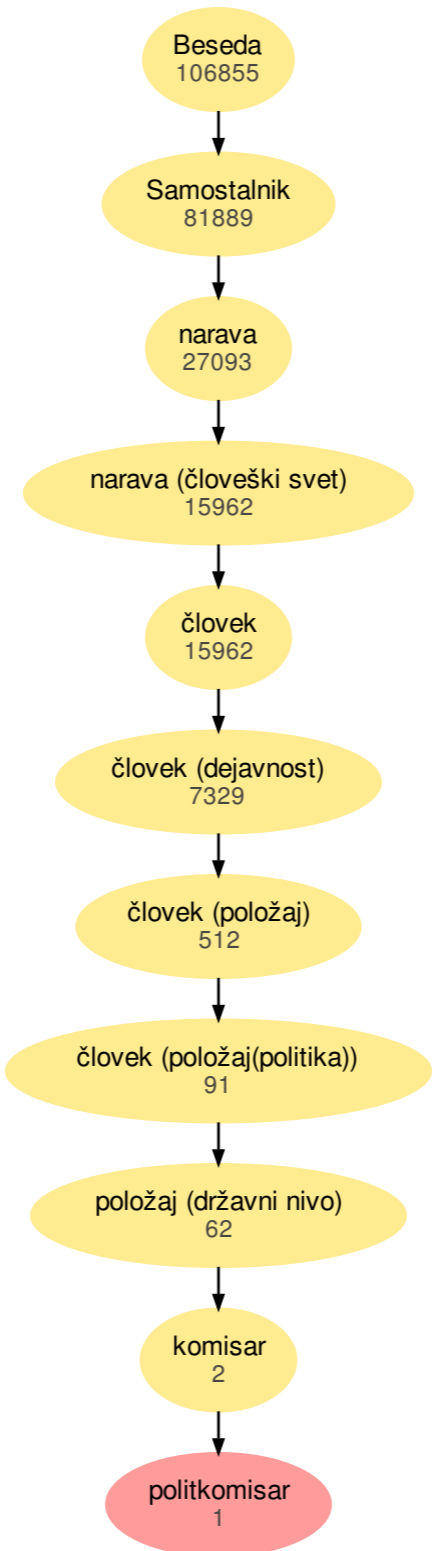 Beseda
106855
Samostalnik
81889
narava
27093
narava (človeški svet)
15962
človek
15962
človek (dejavnost)
7329
človek (položaj)
512
človek (položaj(politika))
91
položaj (državni nivo)
62
komisar
2
politkomisar
1